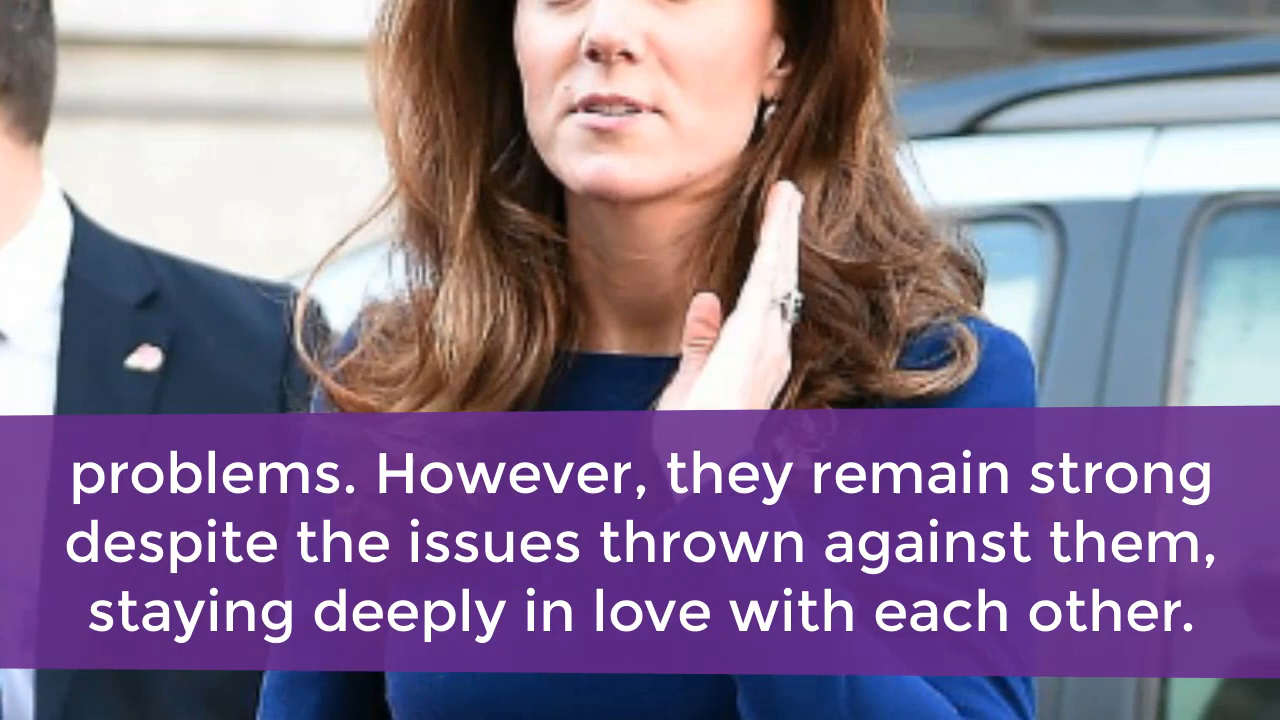 problems. However, they remain strong
despite the issues thrown against them,
staying deeply in love with each other.